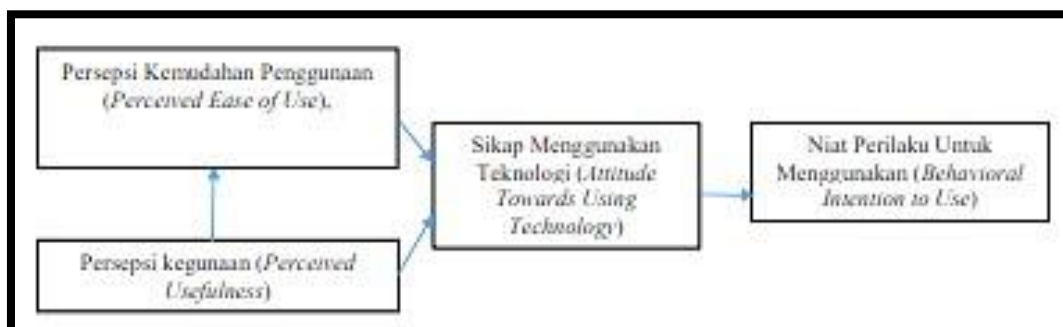 Persepsi Kemudahan Penggunaan
(Perceived Ease of Use).
Sikap Menggunakan
Teknologi (Attitude
Towards Using
Technology)
Niat Perilaku Untuk
Menggunakan (Behavioral
Intention to Use)
Persepsi kegunaan (Perceived
Usefulness)